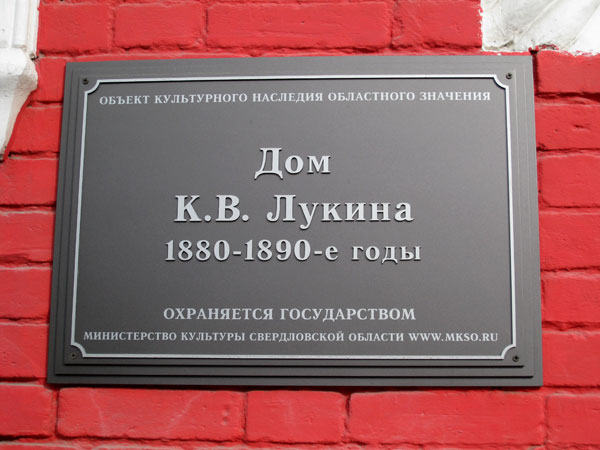 ОБЪЕКТ КУЛЬТУРНОГО НАСЛЕДИЯ ОБЛАСТНОГО ЗНАЧЕНИЯ
Дом
К.В. Лукина
1880-1890-е годы
ОХРАНЯЕТСЯ ГОСУДАРСТВОМ
МИНИСТЕРСТВО КУЛЬТУРЫ СВЕРДЛОВСКОЙ ОБЛАСТИ WWW.MKSO.RU